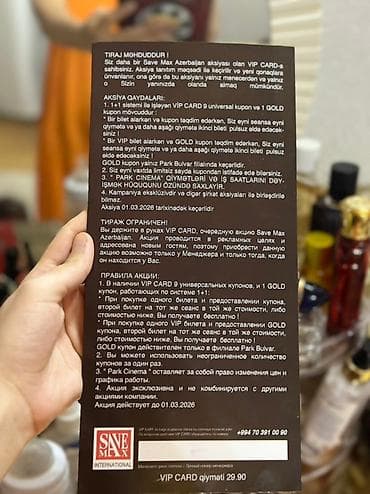 TIRAJ MƏHDUDDUR !
Siz daha bir Save Max Azerbaijan aksiyası olan VIP CARD-a
sahibsiniz. Aksiya tanıtım məqsədi ilə keçirilir və yeni qonaqlara
ünvanlanır, ona görə də bu aksiyanı yalnız menecerdən və yalnız
o Sizin yanınızda olanda almaq mümkündür.
AKSİYA QAYDALARI:
1. 1+1 sistemi ilə işləyən VİP CARD 9 universal kupon və 1 GOLD
kupon mövcuddur :
* Bir bilet alarkən və kupon təqdim edərkən, Siz eyni seansa eyni
qiymətə və ya daha aşağı qiymətə ikinci bileti pulsuz əldə edəcək-
siniz !
* Bir VIP bilet alarkən və GOLD kupon təqdim edərkən, Siz eyni
seansa eyni qiymətə və ya daha aşağı qiymətə ikinci bileti pulsuz
əldə edəcəksiniz !
GOLD kupon yalnız Park Bulvar filialında keçərlidir.
2. Siz eyni vaxtda limitsiz sayda kupondan istifadə edə bilərsiniz.
3. " PARK CINEMA" QİYMƏTLƏRİ VƏ İŞ SAATLARINI DƏY-
İŞMƏK HÜQUQUNU ÖZÜNDƏ SAXLAYIR.
4. Kampaniya eksklüzivdir və digər şirkət aksiyaları ilə birləşdirilə
bilməz.
Aksiya 01.03.2026 tarixinədək keçərlidir
ТИРАЖ ОГРАНИЧЕН!
Вы держите в руках VIP CARD, очередную акцию Save Max
Azerbaijan. Акция проводится в рекламных целях и
адресована новым гостям, поэтому приобрести данную
акцию возможно только у Менеджера и только тогда, когда
он находится у Вас.
ПРАВИЛА АКЦИИ:
1. В наличии VIP CARD 9 универсальных купонов, и 1 GOLD
купон, работающих по системе 1+1:
* При покупке одного билета и предоставлении купона,
второй билет на тот же сеанс в той же стоимости, либо
стоимостью ниже, Вы получаете бесплатно !
* При покупке одного VIP билета и предоставлении GOLD
купона, второй билет на тот же сеанс в той же стоимости,
либо стоимостью ниже, Вы получаете бесплатно !
GOLD купон действителен только в филиале Park Bulvar.
2. Вы можете использовать неограниченное количество
купонов за один раз.
3. " Park Cinema" оставляет за собой право изменения цен и
графика работы.
4. Акция эксклюзивна и не комбинируется с другими
акциями компании.
Акция действует до 01.03.2026
SAVE
MAX
INTERNATIONAL
+994 70 391 00 90
VIP CARD qiyməti 29.90